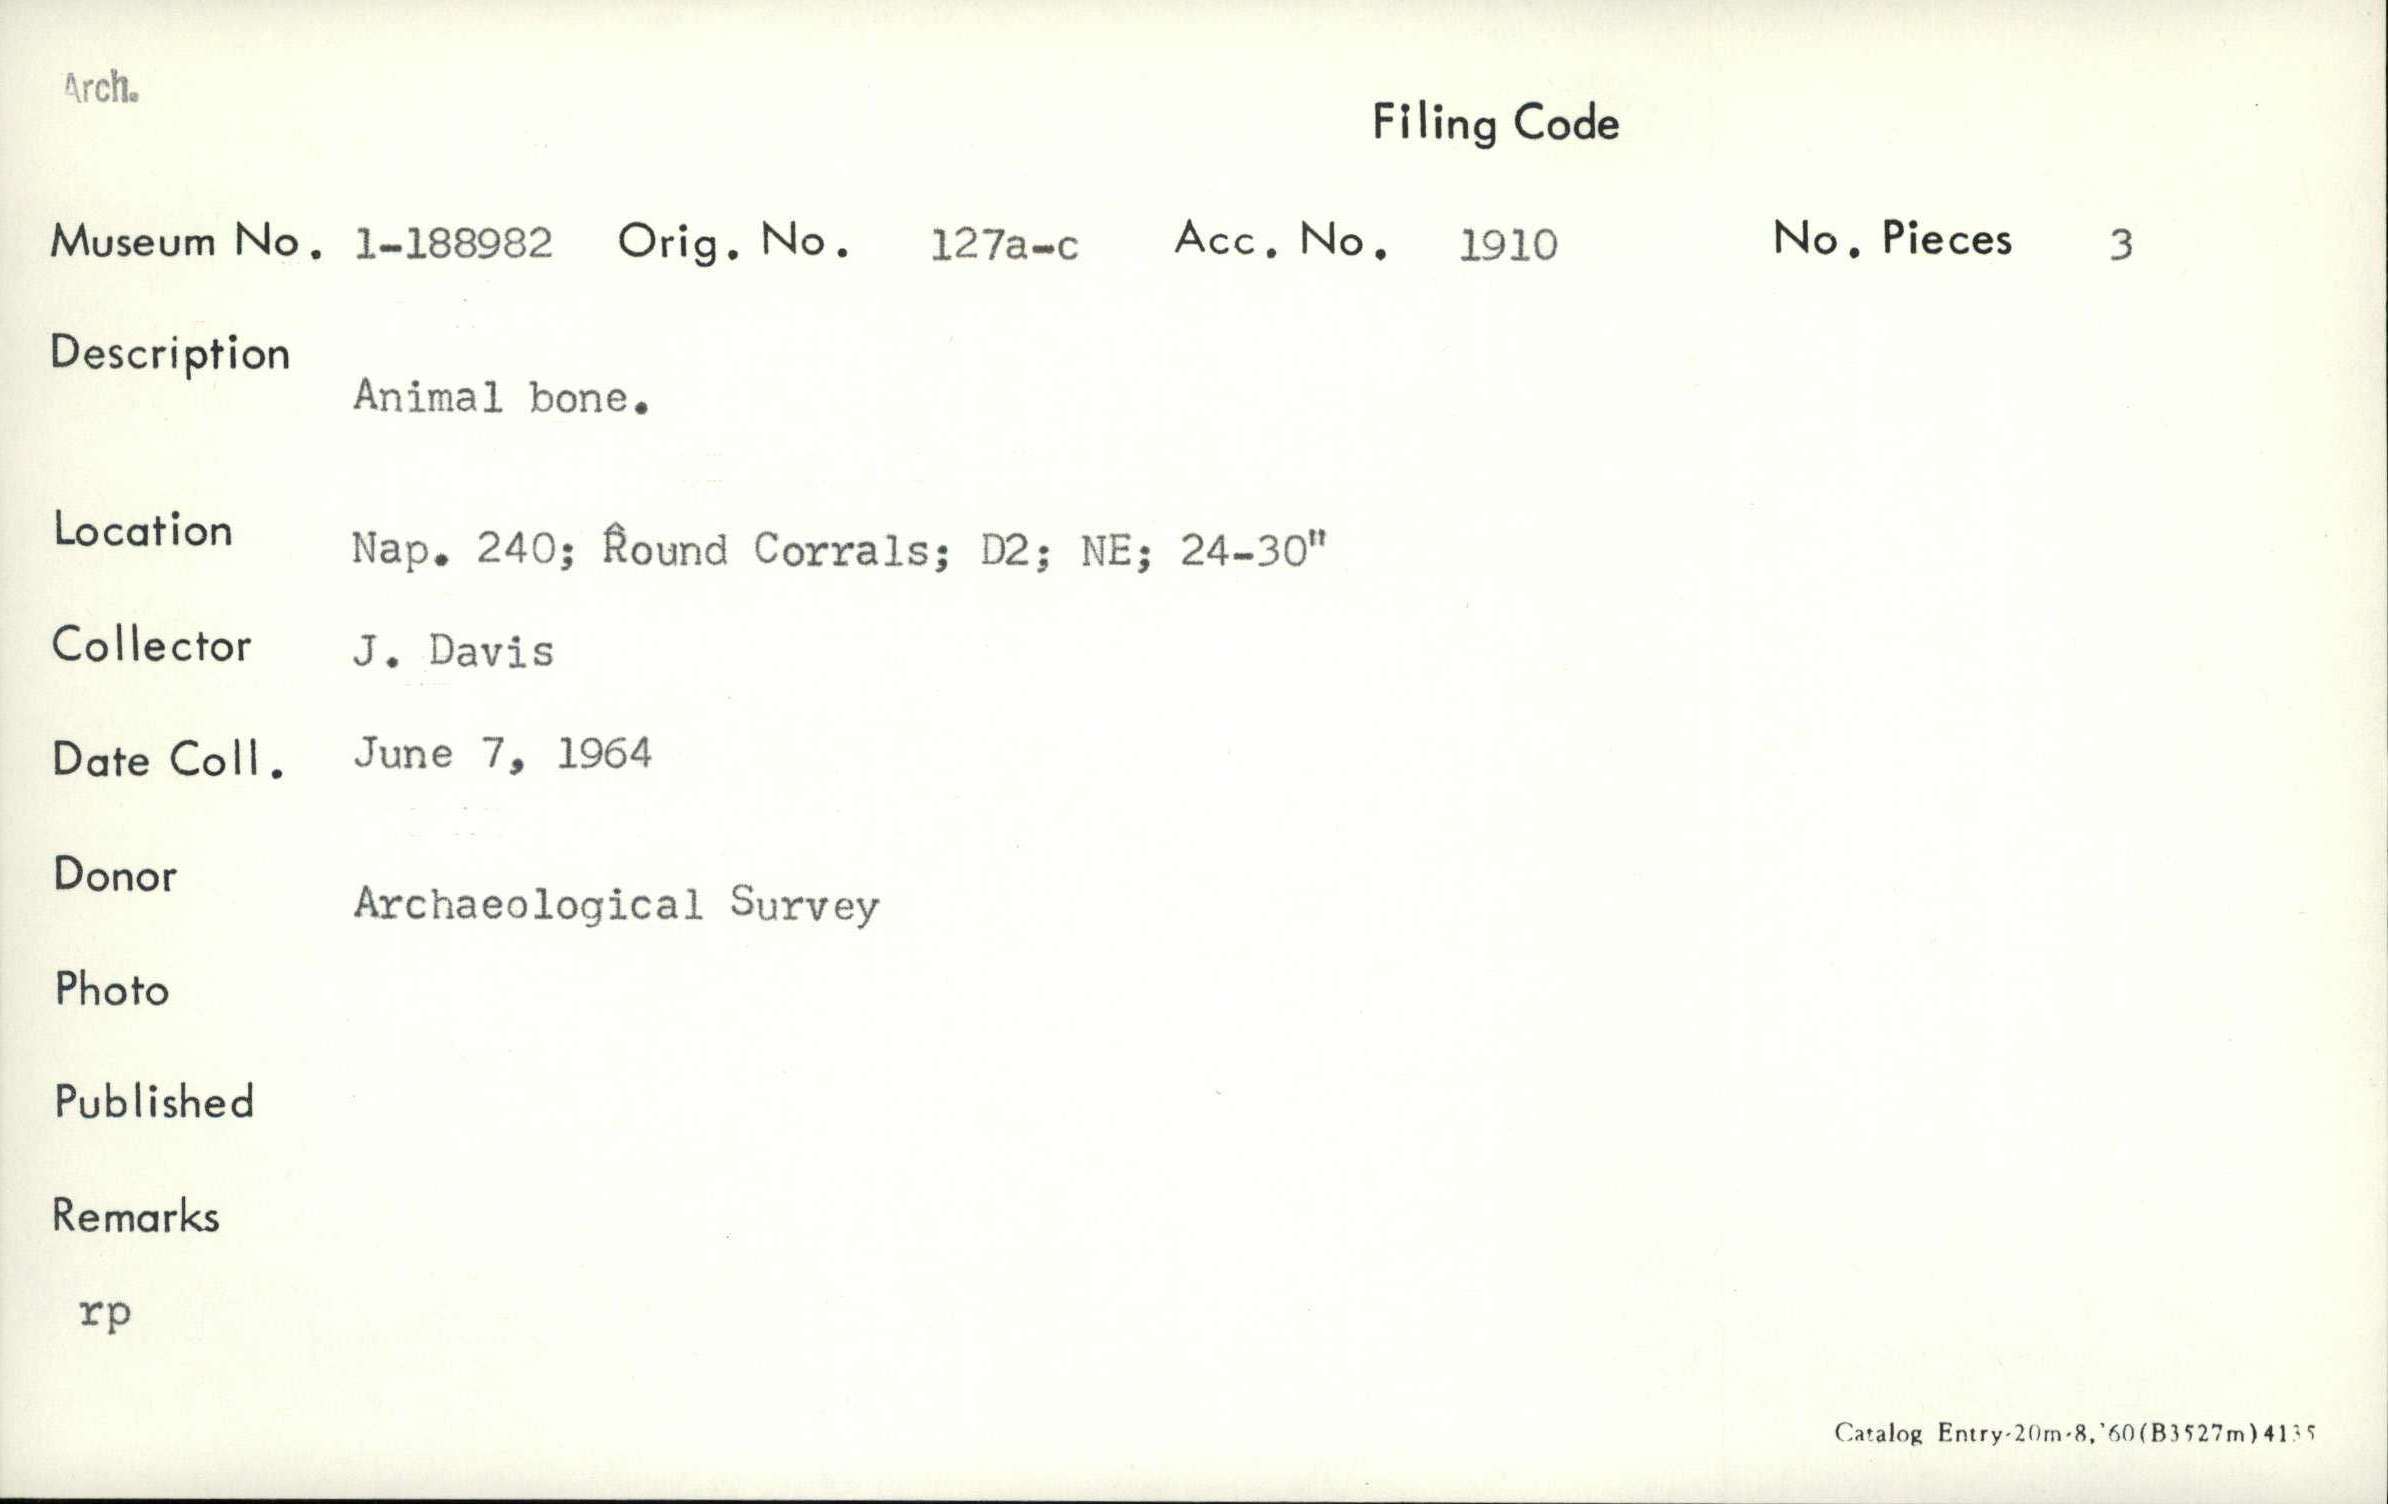 Arch.
Filing Code
Museum No. 1-188982 Orig. No. 127a-c Acc. No. 1910 No. Pieces 3
Description
Animal bone.
Location
Nap. 240; Round Corrals; D2; NE; 24-30"
Collector J. Davis
Date Coll. June 7, 1964
Donor
Archaeological Survey
Photo
Published
Remarks
rp
Catalog Entry-20m-8,'60(B3527m)4135